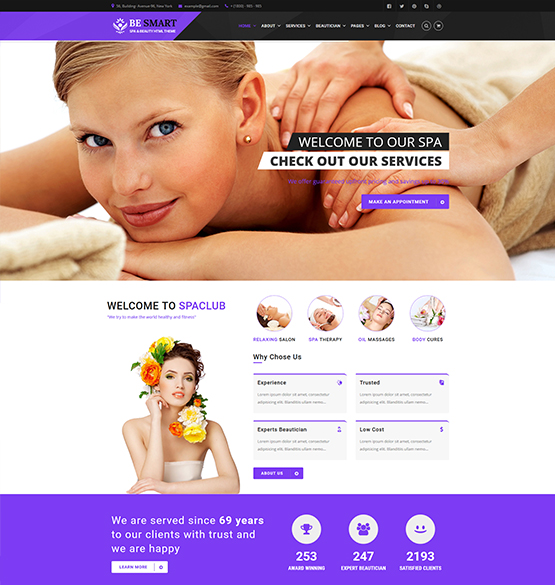 56, Building Avenue-98, New York
example@gmail.com
BE SMART
SPA & BEAUTY HTML THEME
HOME
ABOUT
SERVICES
BEAUTICIAN
PAGES
BLOG
CONTACT
WELCOME TO OUR SPA
CHECK OUT OUR SERVICES
We offer
MAKE AN APPOINTMENT
WELCOME TO SPACLUB
"We try to make the world healthy and fitness"
RELAXING SALON
SPA THERAPY
OIL MASSAGES
BODY CURES
Why Chose Us
Experience
Lorem ipsum dolor sit amet, consectetur
adipiscing elit. Blanditiis ullam nemo...
Trusted
Lorem ipsum dolor sit amet, consectetur
adipiscing elit. Blanditiis ullam nemo...
Experts Beautician
Lorem ipsum dolor sit amet, consectetur
adipiscing elit. Blanditiis ullam nemo...
Low Cost
$
Lorem ipsum dolor sit amet, consectetur
adipiscing elit. Blanditiis ullam nemo...
ABOUT US
We are served since 69 years
to our clients with trust and
we are happy
LEARN MORE
253
AWARD WINNING
247
EXPERT BEAUTICIAN
2193
SATISFIED CLIENTS